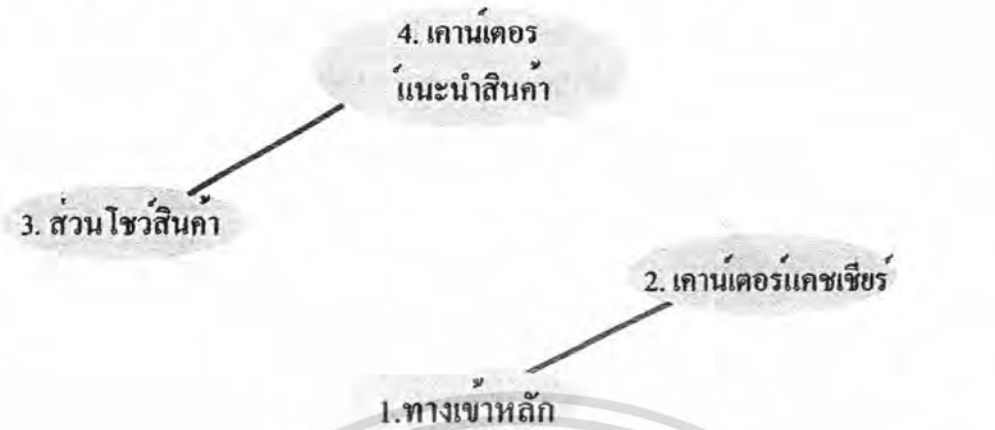 4. เคาน์เตอร
์แนะนำสินค้า
3. ส่วนโชว์สินค้า
2. เคาน์เตอร์แคชเชียร์
1.ทางเข้าหลัก